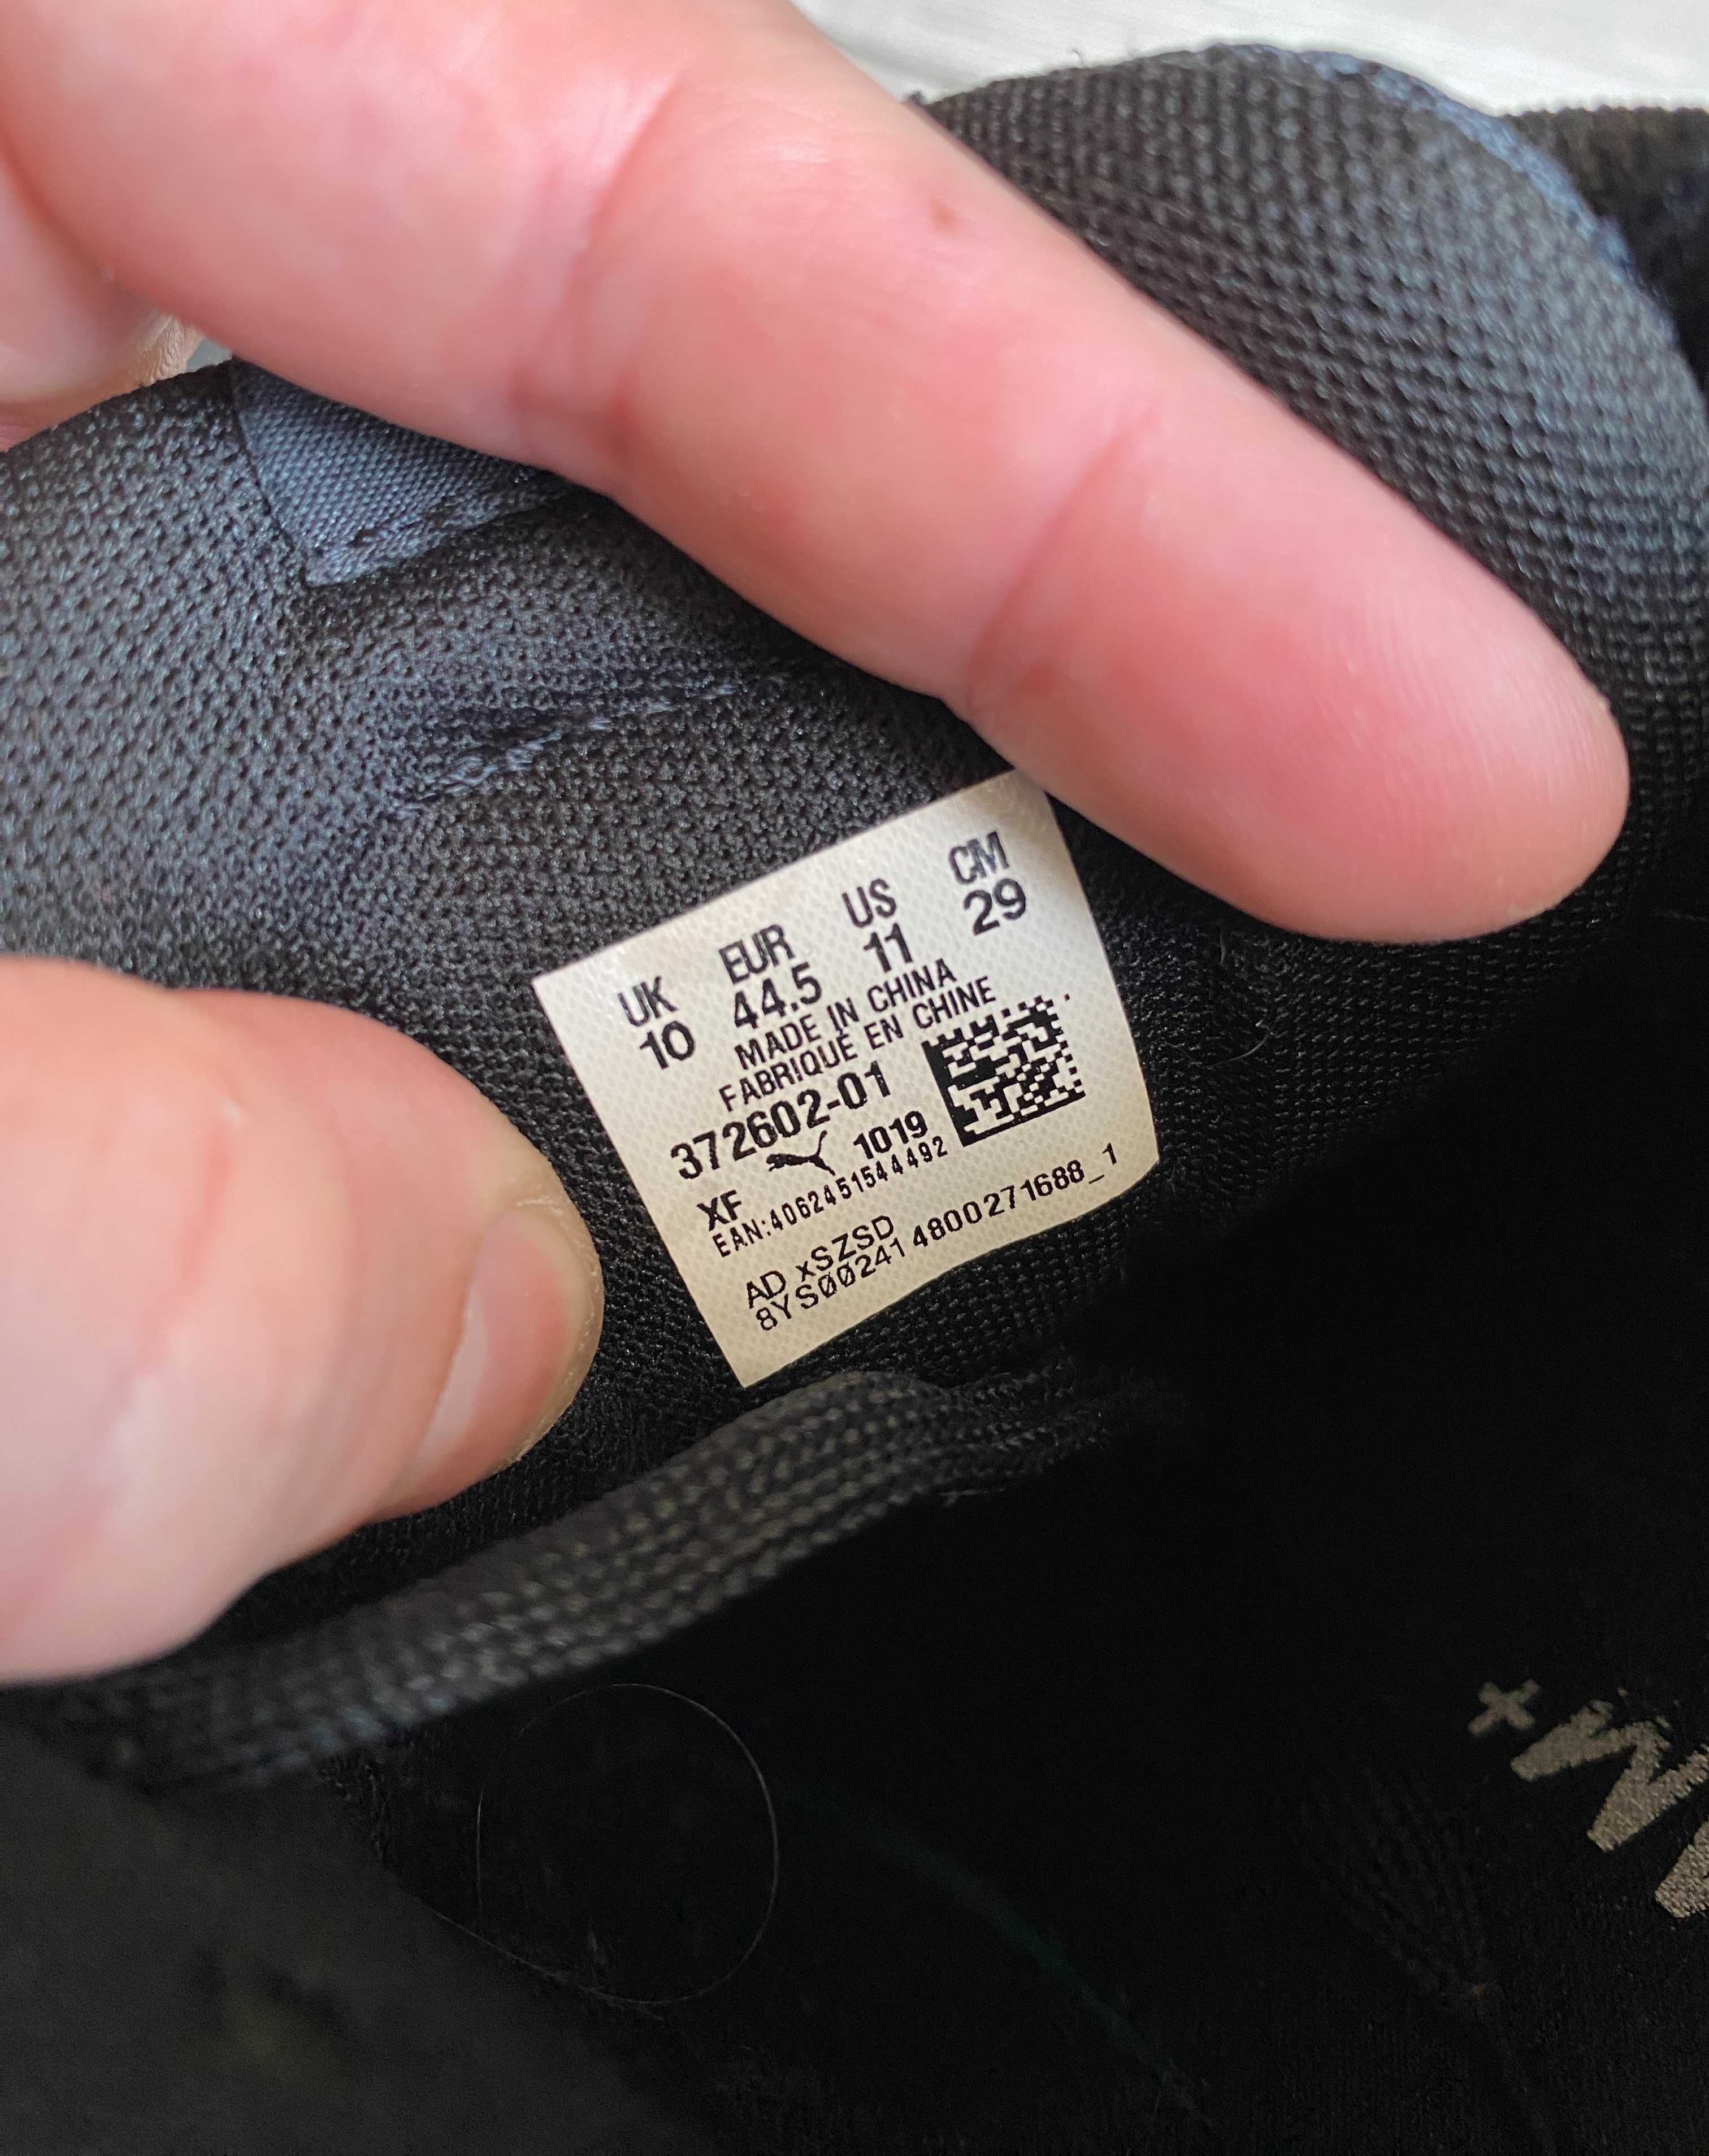 UK EUR US CM
10 44.5 11 29
MADE IN CHINA
FABRIQUÉ EN CHINE
372602-01
XF 1019
EAN:4062451544492
AD xSZSD
8YS00241 4800271688_1